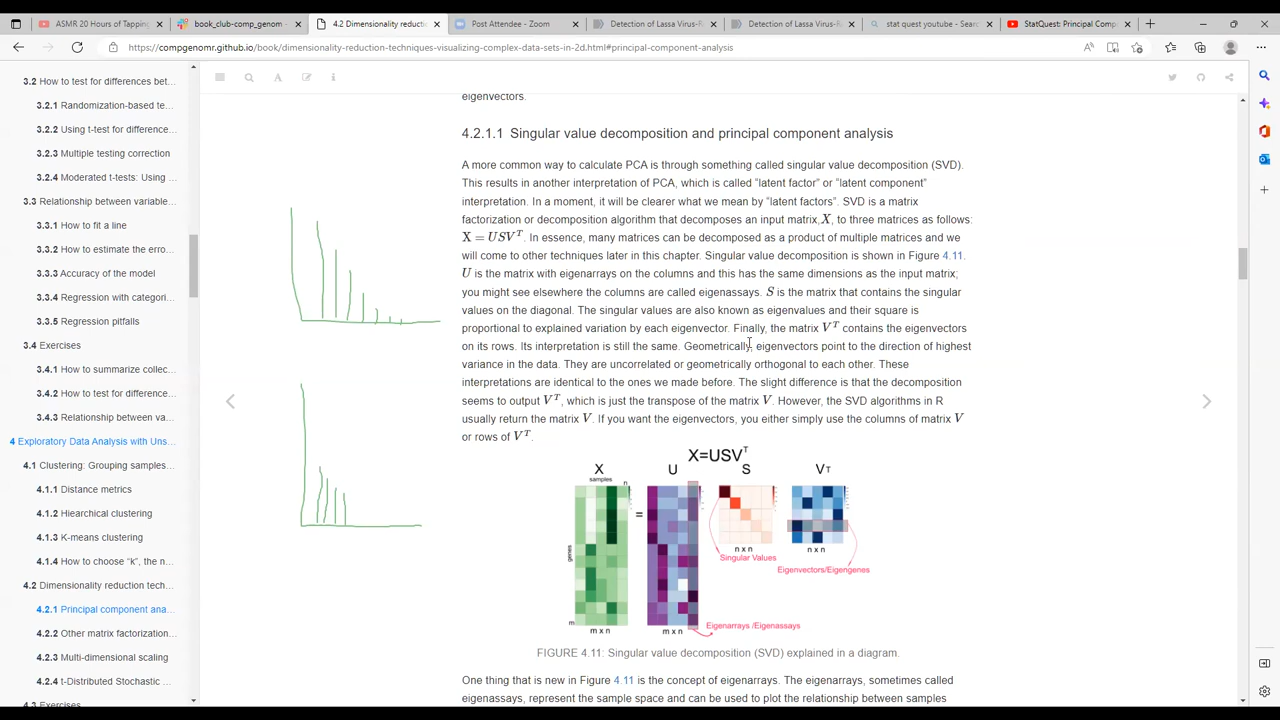 ASMR 20 Hours of Tapping
book_club-comp_genom
4.2 Dimensionality reducti
Post Attendee - Zoom
Detection of Lassa Virus-R
Detection of Lassa Virus-R
stat quest youtube - Searc
StatQuest: Principal Comp
https://compgenomr.github.io/book/dimensionality-reduction-techniques-visualizing-complex-data-sets-in-2d.html#principal-component-analysis
3.2 How to test for differences bet...
3.2.1 Randomization-based te...
3.2.2 Using t-test for difference...
3.2.3 Multiple testing correction
3.2.4 Moderated t-tests: Using ...
3.3 Relationship between variable...
3.3.1 How to fit a line
3.3.2 How to estimate the erro...
3.3.3 Accuracy of the model
3.3.4 Regression with categori...
3.3.5 Regression pitfalls
3.4 Exercises
3.4.1 How to summarize collec...
3.4.2 How to test for differenc...
3.4.3 Relationship between va...
4 Exploratory Data Analysis with Uns...
4.1 Clustering: Grouping samples...
4.1.1 Distance metrics
4.1.2 Hiearchical clustering
4.1.3 K-means clustering
4.1.4 How to choose “k”, the n...
4.2 Dimensionality reduction tech...
4.2.1 Principal component ana...
4.2.2 Other matrix factorization...
4.2.3 Multi-dimensional scaling
4.2.4 t-Distributed Stochastic ...
4.3 Exercises
eigenvectors.
4.2.1.1 Singular value decomposition and principal component analysis
A more common way to calculate PCA is through something called singular value decomposition (SVD).
This results in another interpretation of PCA, which is called “latent factor” or “latent component”
interpretation. In a moment, it will be clearer what we mean by “latent factors”. SVD is a matrix
factorization or decomposition algorithm that decomposes an input matrix,X, to three matrices as follows:
X = USV^T. In essence, many matrices can be decomposed as a product of multiple matrices and we
will come to other techniques later in this chapter. Singular value decomposition is shown in Figure 4.11.
U is the matrix with eigenarrays on the columns and this has the same dimensions as the input matrix;
you might see elsewhere the columns are called eigenassays. S is the matrix that contains the singular
values on the diagonal. The singular values are also known as eigenvalues and their square is
proportional to explained variation by each eigenvector. Finally, the matrix V^T contains the eigenvectors
on its rows. Its interpretation is still the same. Geometrically, eigenvectors point to the direction of highest
variance in the data. They are uncorrelated or geometrically orthogonal to each other. These
interpretations are identical to the ones we made before. The slight difference is that the decomposition
seems to output V^T, which is just the transpose of the matrix V. However, the SVD algorithms in R
usually return the matrix V. If you want the eigenvectors, you either simply use the columns of matrix V
or rows of V^T.
X=USV^T
X U S V^T
samples
n
genes
m
=
m x n m x n n x n n x n
Singular Values
Eigenvectors/Eigengenes
Eigenarrays /Eigenassays
FIGURE 4.11: Singular value decomposition (SVD) explained in a diagram.
One thing that is new in Figure 4.11 is the concept of eigenarrays. The eigenarrays, sometimes called
eigenassays, represent the sample space and can be used to plot the relationship between samples